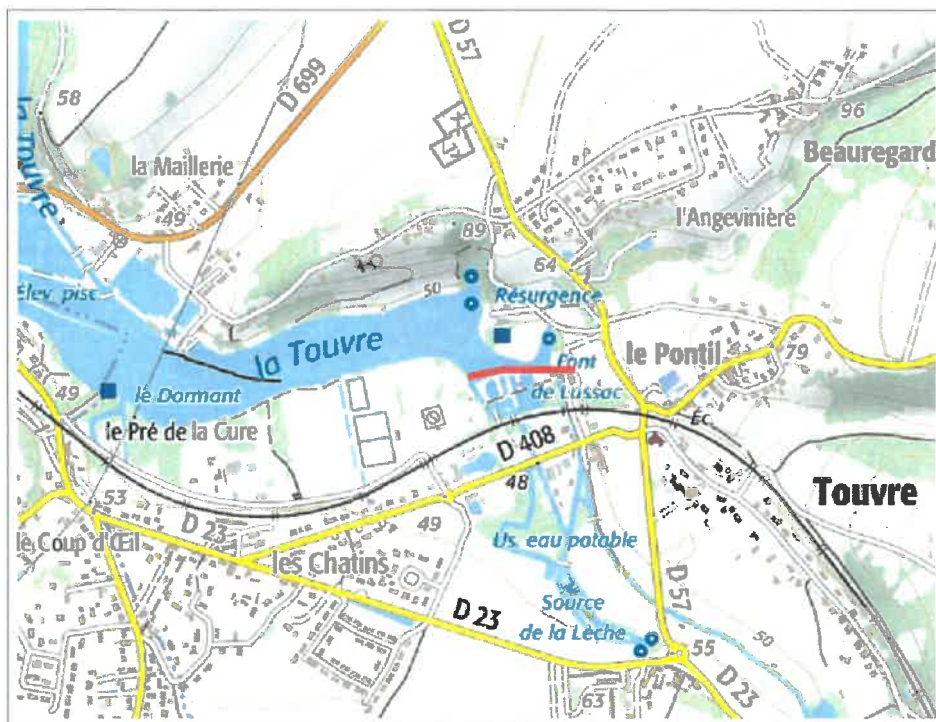 D 57
58
D 699
la Touvre
la Maillerie
96
Beauregard
49
l'Angevinière
89
64
50
Résurgence
Élev. pisc.
la Touvre
le Pontil
79
Font
de Lussac
49
le Dormant
le Pré de la Cure
Éc.
D 408
Touvre
53
48
D 23
49
le Coup d'Œil
Us. eau potable
les Chatins
D 57
Source
de la Lèche
D 23
50
55
63
D 23